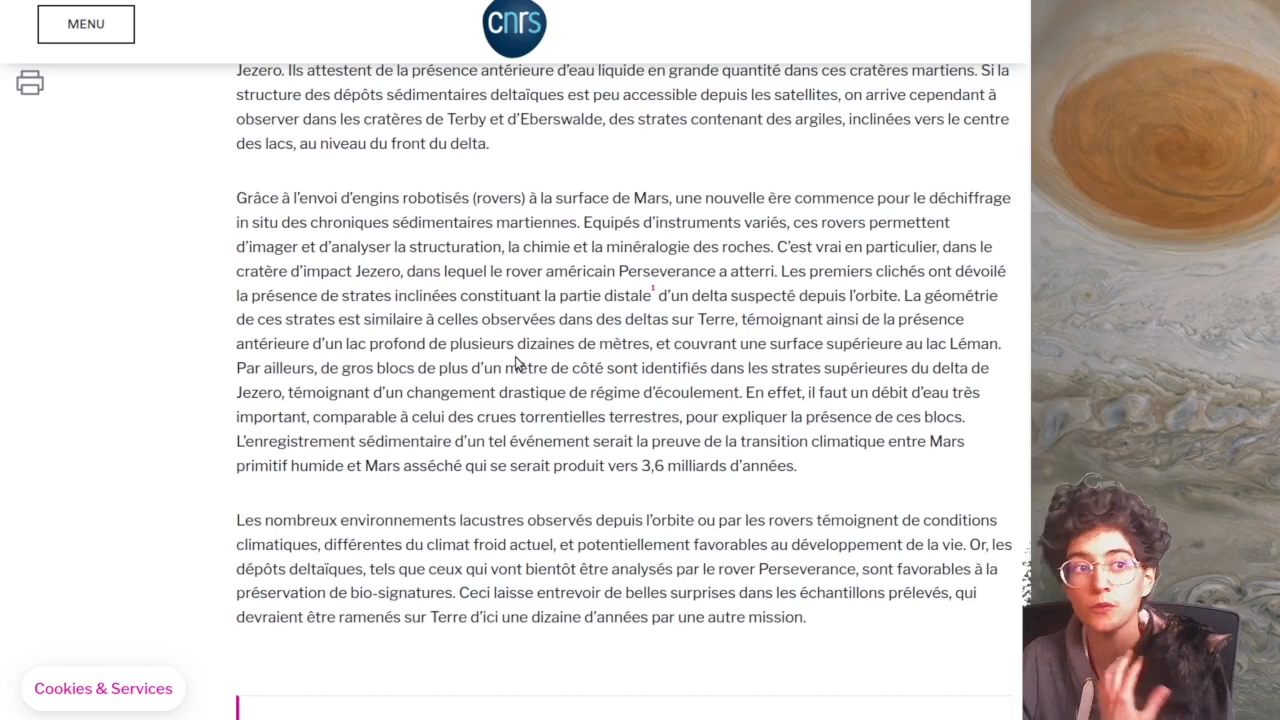 MENU
cnrs
Jezero. Ils attestent de la présence antérieure d'eau liquide en grande quantité dans ces cratères martiens. Si la
structure des dépôts sédimentaires deltaïques est peu accessible depuis les satellites, on arrive cependant à
observer dans les cratères de Terby et d'Eberswalde, des strates contenant des argiles, inclinées vers le centre
des lacs, au niveau du front du delta.
Grâce à l'envoi d'engins robotisés (rovers) à la surface de Mars, une nouvelle ère commence pour le déchiffrage
in situ des chroniques sédimentaires martiennes. Equipés d'instruments variés, ces rovers permettent
d'imager et d'analyser la structuration, la chimie et la minéralogie des roches. C'est vrai en particulier, dans le
cratère d'impact Jezero, dans lequel le rover américain Perseverance a atterri. Les premiers clichés ont dévoilé
la présence de strates inclinées constituant la partie distale¹ d'un delta suspecté depuis l'orbite. La géométrie
de ces strates est similaire à celles observées dans des deltas sur Terre, témoignant ainsi de la présence
antérieure d'un lac profond de plusieurs dizaines de mètres, et couvrant une surface supérieure au lac Léman.
Par ailleurs, de gros blocs de plus d'un mètre de côté sont identifiés dans les strates supérieures du delta de
Jezero, témoignant d'un changement drastique de régime d'écoulement. En effet, il faut un débit d'eau très
important, comparable à celui des crues torrentielles terrestres, pour expliquer la présence de ces blocs.
L'enregistrement sédimentaire d'un tel événement serait la preuve de la transition climatique entre Mars
primitif humide et Mars asséché qui se serait produit vers 3,6 milliards d'années.
Les nombreux environnements lacustres observés depuis l'orbite ou par les rovers témoignent de conditions
climatiques, différentes du climat froid actuel, et potentiellement favorables au développement de la vie. Or, les
dépôts deltaïques, tels que ceux qui vont bientôt être analysés par le rover Perseverance, sont favorables à la
préservation de bio-signatures. Ceci laisse entrevoir de belles surprises dans les échantillons prélevés, qui
devraient être ramenés sur Terre d'ici une dizaine d'années par une autre mission.
Cookies & Services